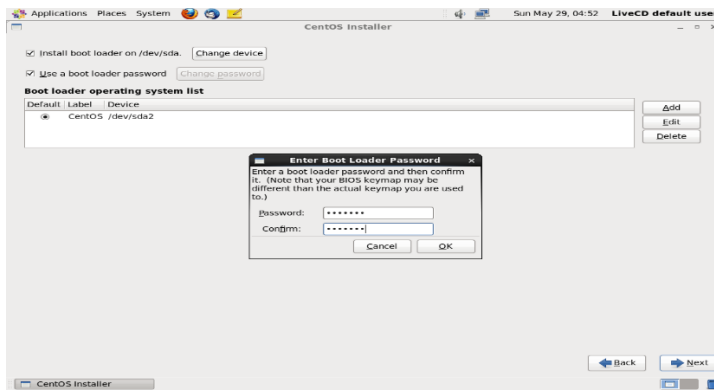 Applications Places System Sun May 29, 04:52 LiveCD default use
CentOS Installer
Install boot loader on /dev/sda. Change device
Use a boot loader password Change password
Boot loader operating system list
Default Label Device
CentOS /dev/sda2
Add
Edit
Delete
Enter Boot Loader Password
Enter a boot loader password and then confirm
it. (Note that your BIOS keymap may be
different than the actual keymap you are used
to.)
Password: •••••••
Confirm: •••••••
Cancel OK
Back Next
CentOS Installer